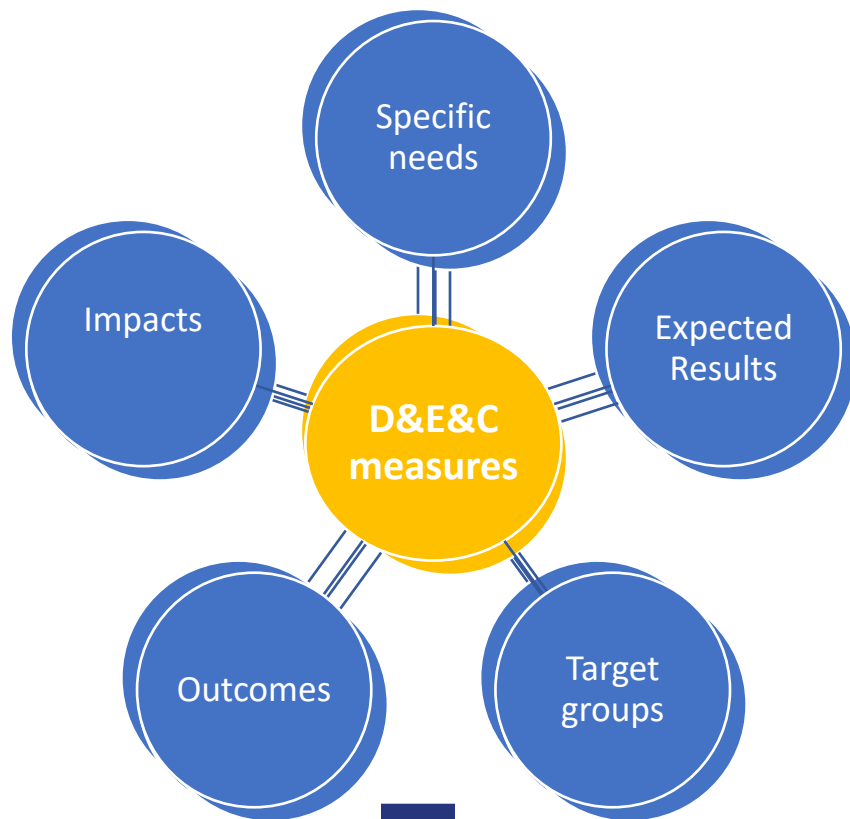 Specific
needs
Impacts
Expected
Results
D&E&C
measures
Outcomes
Target
groups